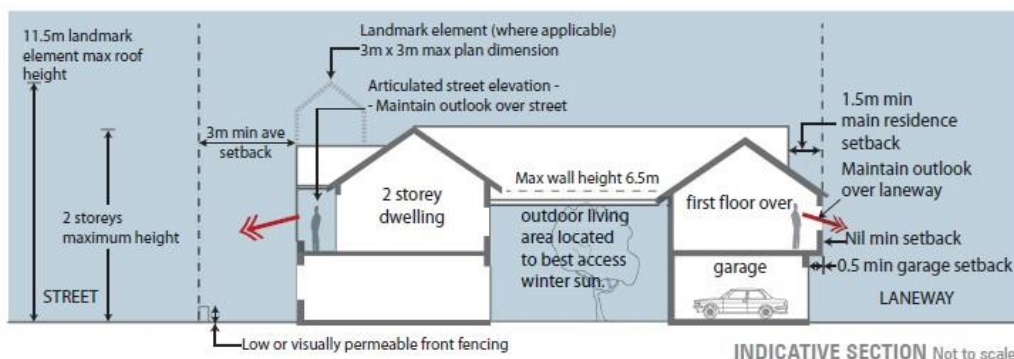 11.5m landmark
element max roof
height
Landmark element (where applicable)
3m x 3m max plan dimension
Articulated street elevation -
- Maintain outlook over street
3m min ave
setback
1.5m min
main residence
setback
Max wall height 6.5m
Maintain outlook
over laneway
2 storey
dwelling
first floor over
2 storeys
maximum height
outdoor living
area located
to best access
winter sun.
Nil min setback
garage
0.5 min garage setback
STREET
LANEWAY
Low or visually permeable front fencing
INDICATIVE SECTION Not to scale